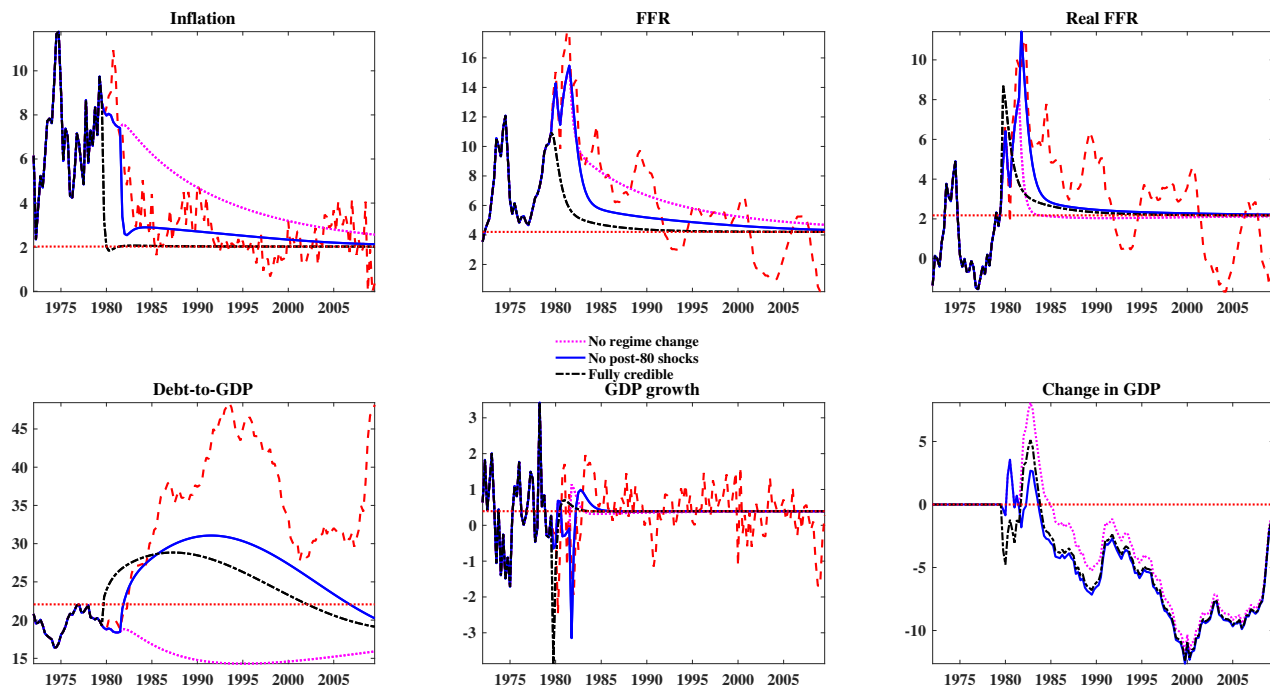 Inflation
10
8
6
4
2
0
1975 1980 1985 1990 1995 2000 2005
FFR
16
14
12
10
8
6
4
2
1975 1980 1985 1990 1995 2000 2005
Real FFR
10
8
6
4
2
0
1975 1980 1985 1990 1995 2000 2005
No regime change
No post-80 shocks
Fully credible
Debt-to-GDP
45
40
35
30
25
20
15
1975 1980 1985 1990 1995 2000 2005
GDP growth
3
2
1
0
-1
-2
-3
1975 1980 1985 1990 1995 2000 2005
Change in GDP
5
0
-5
-10
1975 1980 1985 1990 1995 2000 2005